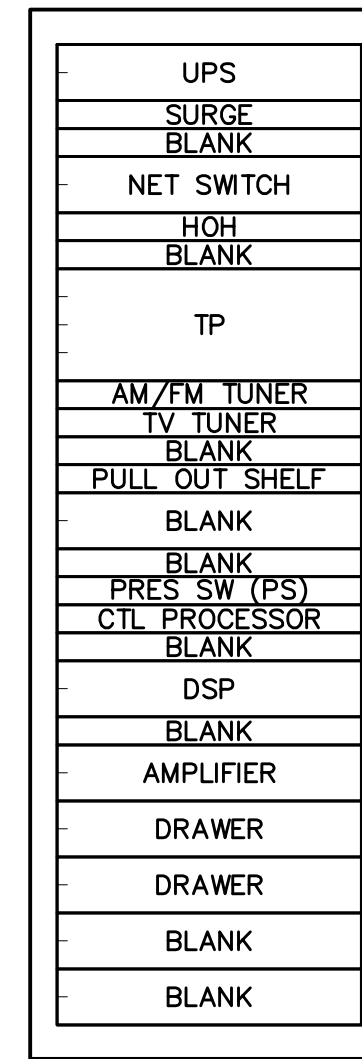 UPS
SURGE
BLANK
NET SWITCH
HOH
BLANK
TP
AM/FM TUNER
TV TUNER
BLANK
PULL OUT SHELF
BLANK
BLANK
PRES SW (PS)
CTL PROCESSOR
BLANK
DSP
BLANK
AMPLIFIER
DRAWER
DRAWER
BLANK
BLANK